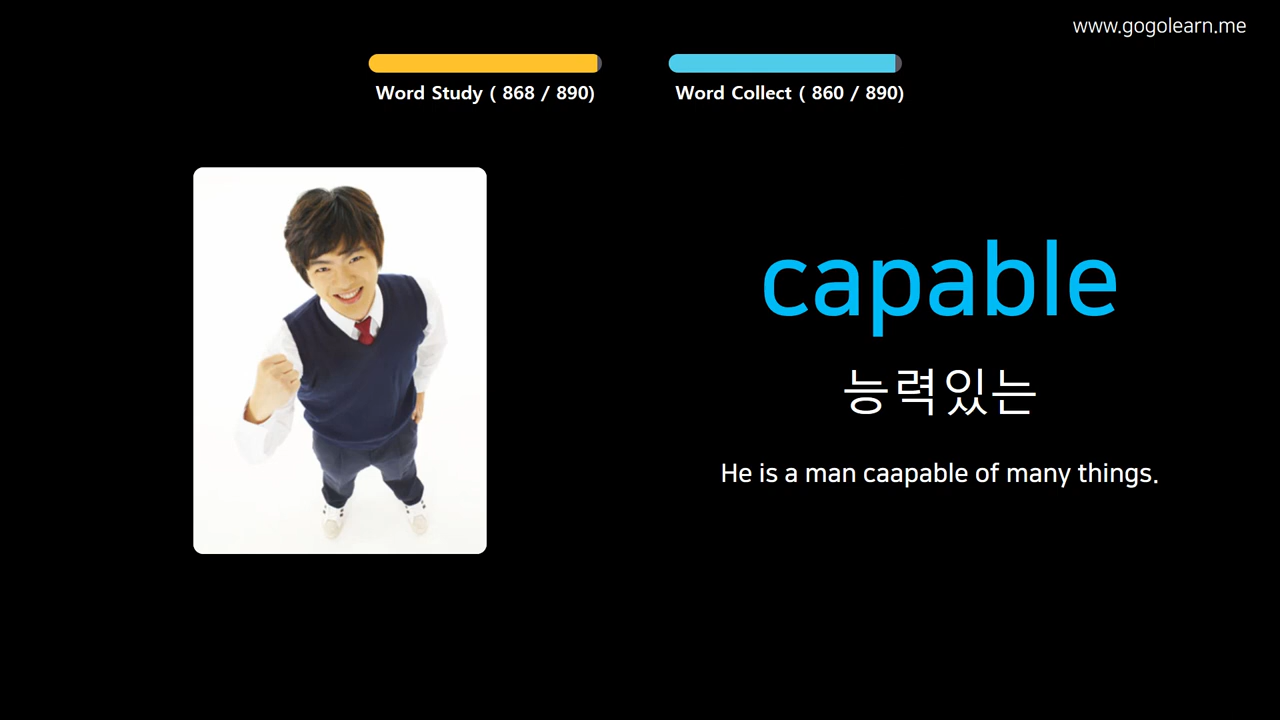 www.gogolearn.me
Word Study ( 868 / 890)
Word Collect ( 860 / 890)
capable
능력있는
He is a man caapable of many things.